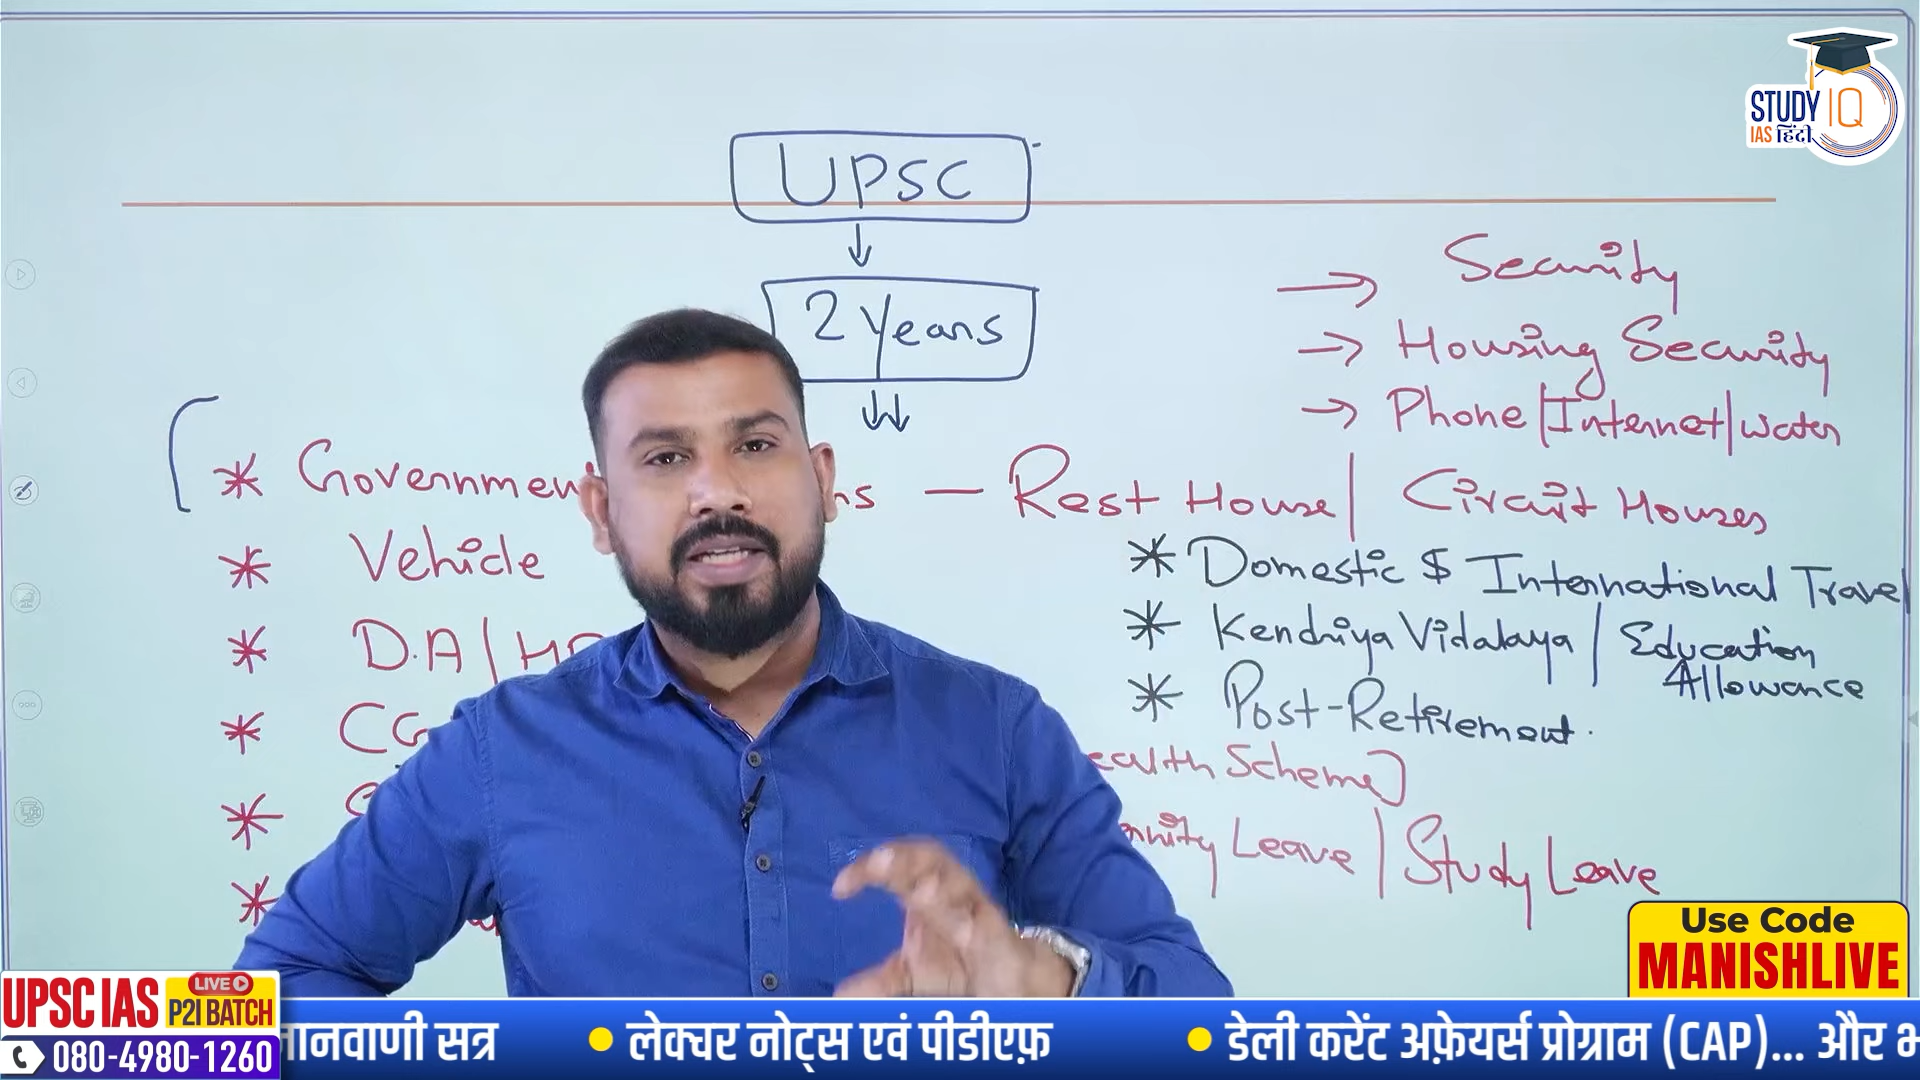 STUDY IQ
IAS हिंदी
UPSC
2 Years
→ Security
→ Housing Security
→ Phone/Internet/water
* Governmen ns — Rest House/ Circuit Houses
* Vehicle
* Domestic $ International Travel
* Kendriya Vidalaya / Education Allowance
* D.A/H
* Post-Retirement.
* CG ealth Scheme)
* nity Leave / Study Leave
*
Use Code
MANISHLIVE
UPSC IAS LIVE P2I BATCH
080-4980-1260
ानवाणी सत्र • लेक्चर नोट्स एवं पीडीएफ़ • डेली करेंट अफ़ेयर्स प्रोग्राम (CAP)... और भ